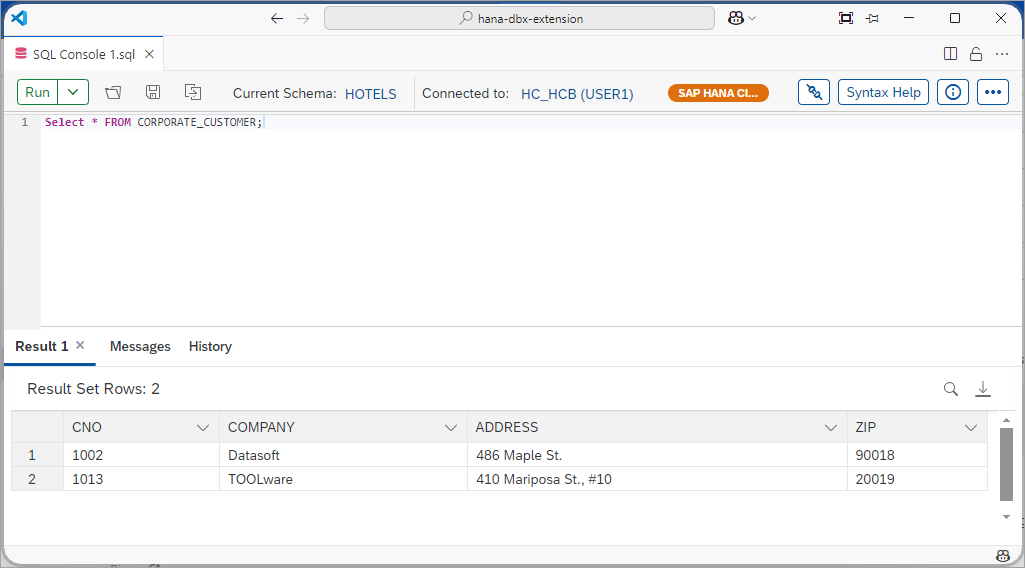 hana-dbx-extension
SQL Console 1.sql
Run
Current Schema: HOTELS
Connected to: HC_HCB (USER1)
SAP HANA Cl...
Syntax Help
1 Select * FROM CORPORATE_CUSTOMER;
Result 1 Messages History
Result Set Rows: 2
CNO COMPANY ADDRESS ZIP
1 1002 Datasoft 486 Maple St. 90018
2 1013 TOOLware 410 Mariposa St., #10 20019